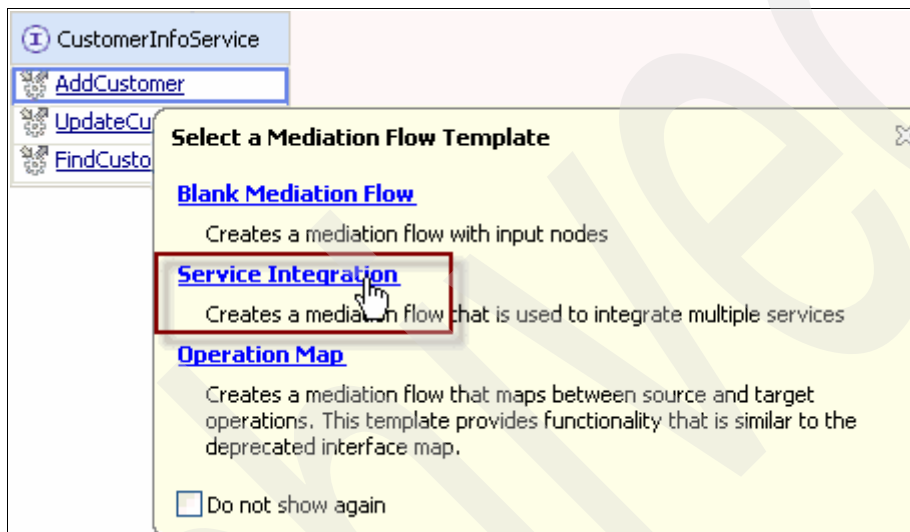 CustomerInfoService
AddCustomer
UpdateCu
FindCusto
Select a Mediation Flow Template
Blank Mediation Flow
Creates a mediation flow with input nodes
Service Integration
Creates a mediation flow that is used to integrate multiple services
Operation Map
Creates a mediation flow that maps between source and target
operations. This template provides functionality that is similar to the
deprecated interface map.
Do not show again